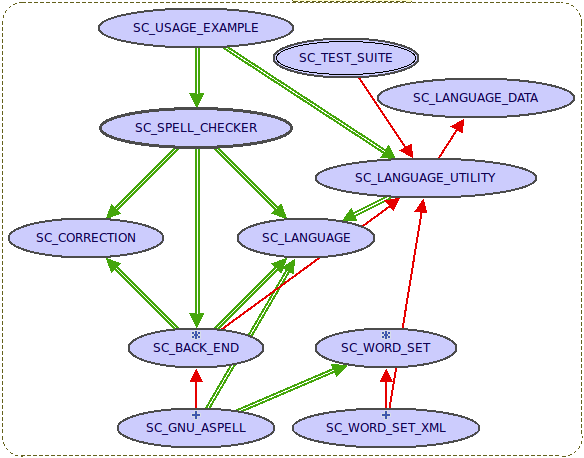 SC_USAGE_EXAMPLE
SC_TEST_SUITE
SC_LANGUAGE_DATA
SC_SPELL_CHECKER
SC_LANGUAGE_UTILITY
SC_CORRECTION
SC_LANGUAGE
*
SC_BACK_END
*
SC_WORD_SET
+
SC_GNU_ASPELL
+
SC_WORD_SET_XML